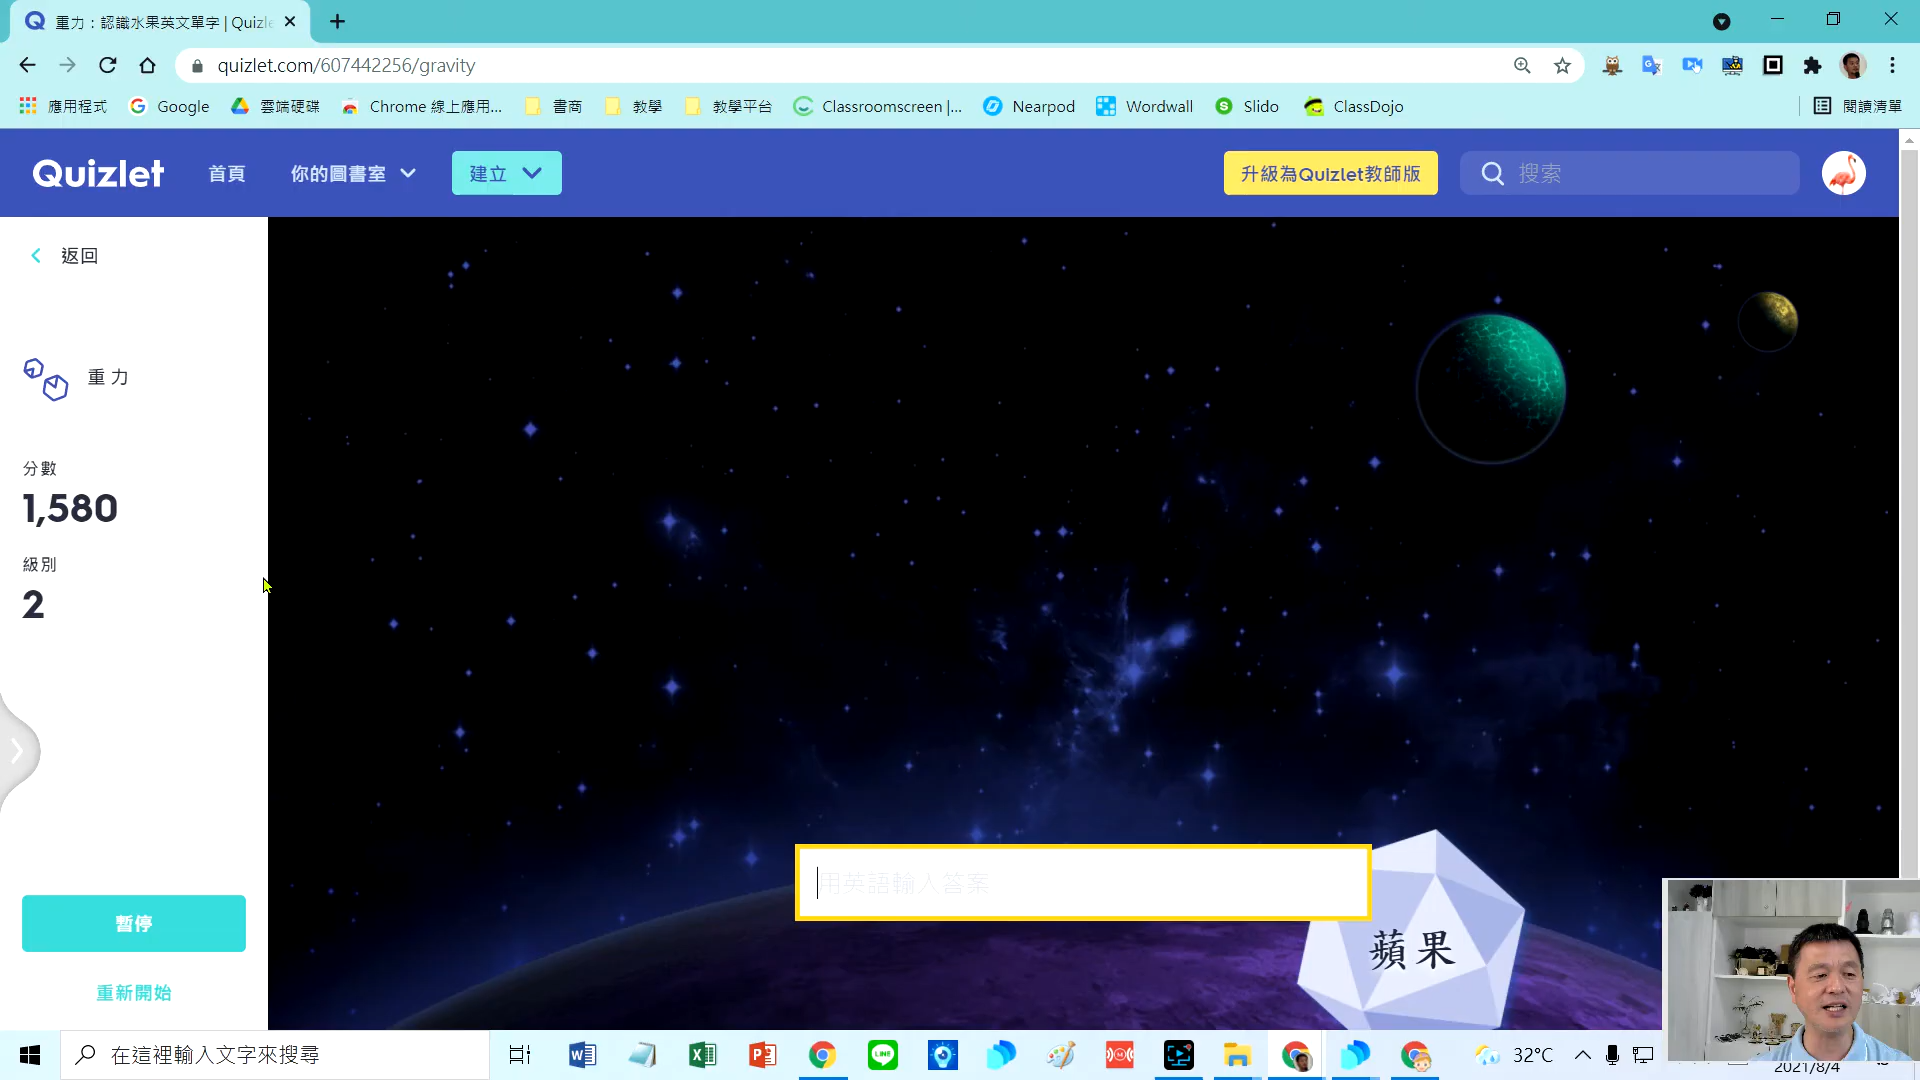 重力：認識水果英文單字 | Quizle
quizlet.com/607442256/gravity
應用程式 Google 雲端硬碟 Chrome 線上應用... 書商 教學 教學平台 Classroomscreen |... Nearpod Wordwall Slido ClassDojo 閱讀清單
Quizlet 首頁 你的圖書室 建立 升級為Quizlet教師版 搜索
返回
重力
分數
1,580
級別
2
用英語輸入答案
蘋果
暫停
重新開始
在這裡輸入文字來搜尋 32°C
2021/8/4